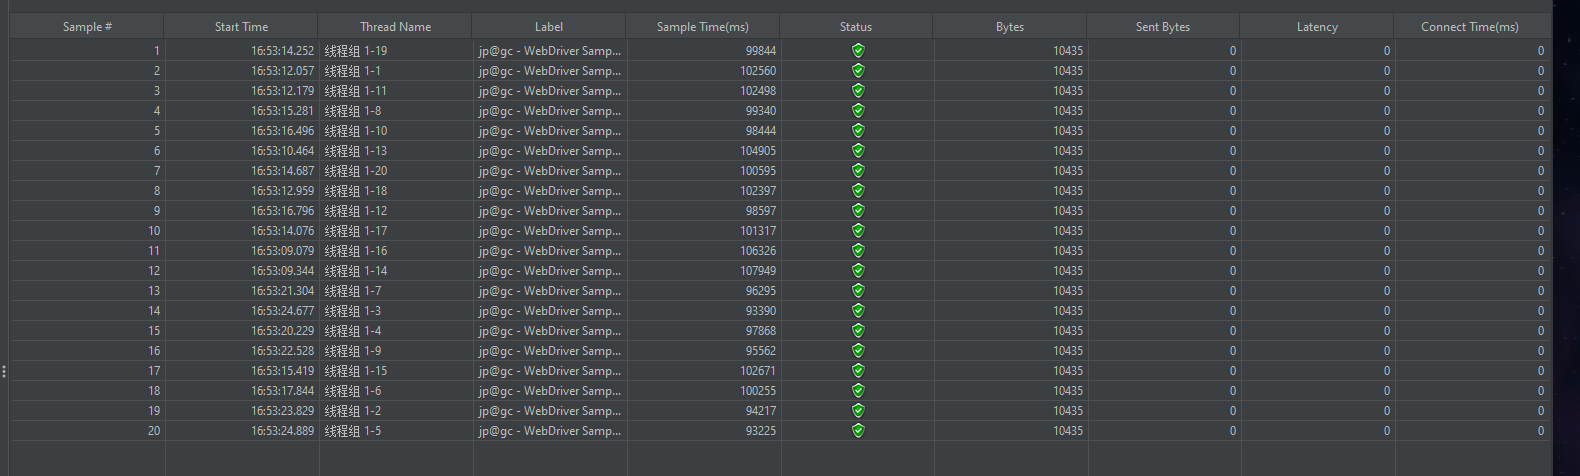 Sample # Start Time Thread Name Label Sample Time(ms) Status Bytes Sent Bytes Latency Connect Time(ms)
1 16:53:14.252 线程组 1-19 jp@gc - WebDriver Samp... 99844 10435 0 0 0
2 16:53:12.057 线程组 1-1 jp@gc - WebDriver Samp... 102560 10435 0 0 0
3 16:53:12.179 线程组 1-11 jp@gc - WebDriver Samp... 102498 10435 0 0 0
4 16:53:15.281 线程组 1-8 jp@gc - WebDriver Samp... 99340 10435 0 0 0
5 16:53:16.496 线程组 1-10 jp@gc - WebDriver Samp... 98444 10435 0 0 0
6 16:53:10.464 线程组 1-13 jp@gc - WebDriver Samp... 104905 10435 0 0 0
7 16:53:14.687 线程组 1-20 jp@gc - WebDriver Samp... 100595 10435 0 0 0
8 16:53:12.959 线程组 1-18 jp@gc - WebDriver Samp... 102397 10435 0 0 0
9 16:53:16.796 线程组 1-12 jp@gc - WebDriver Samp... 98597 10435 0 0 0
10 16:53:14.076 线程组 1-17 jp@gc - WebDriver Samp... 101317 10435 0 0 0
11 16:53:09.079 线程组 1-16 jp@gc - WebDriver Samp... 106326 10435 0 0 0
12 16:53:09.344 线程组 1-14 jp@gc - WebDriver Samp... 107949 10435 0 0 0
13 16:53:21.304 线程组 1-7 jp@gc - WebDriver Samp... 96295 10435 0 0 0
14 16:53:24.677 线程组 1-3 jp@gc - WebDriver Samp... 93390 10435 0 0 0
15 16:53:20.229 线程组 1-4 jp@gc - WebDriver Samp... 97868 10435 0 0 0
16 16:53:22.528 线程组 1-9 jp@gc - WebDriver Samp... 95562 10435 0 0 0
17 16:53:15.419 线程组 1-15 jp@gc - WebDriver Samp... 102671 10435 0 0 0
18 16:53:17.844 线程组 1-6 jp@gc - WebDriver Samp... 100255 10435 0 0 0
19 16:53:23.829 线程组 1-2 jp@gc - WebDriver Samp... 94217 10435 0 0 0
20 16:53:24.889 线程组 1-5 jp@gc - WebDriver Samp... 93225 10435 0 0 0